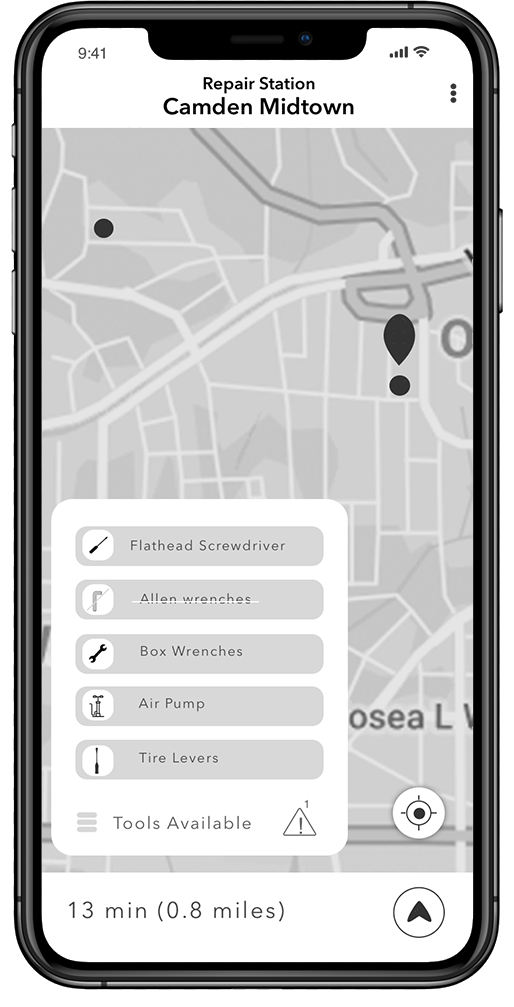 9:41
Repair Station
Camden Midtown
O
Flathead Screwdriver
Allen wrenches
Box Wrenches
Air Pump
Tire Levers
osea L
1
Tools Available
13 min (0.8 miles)